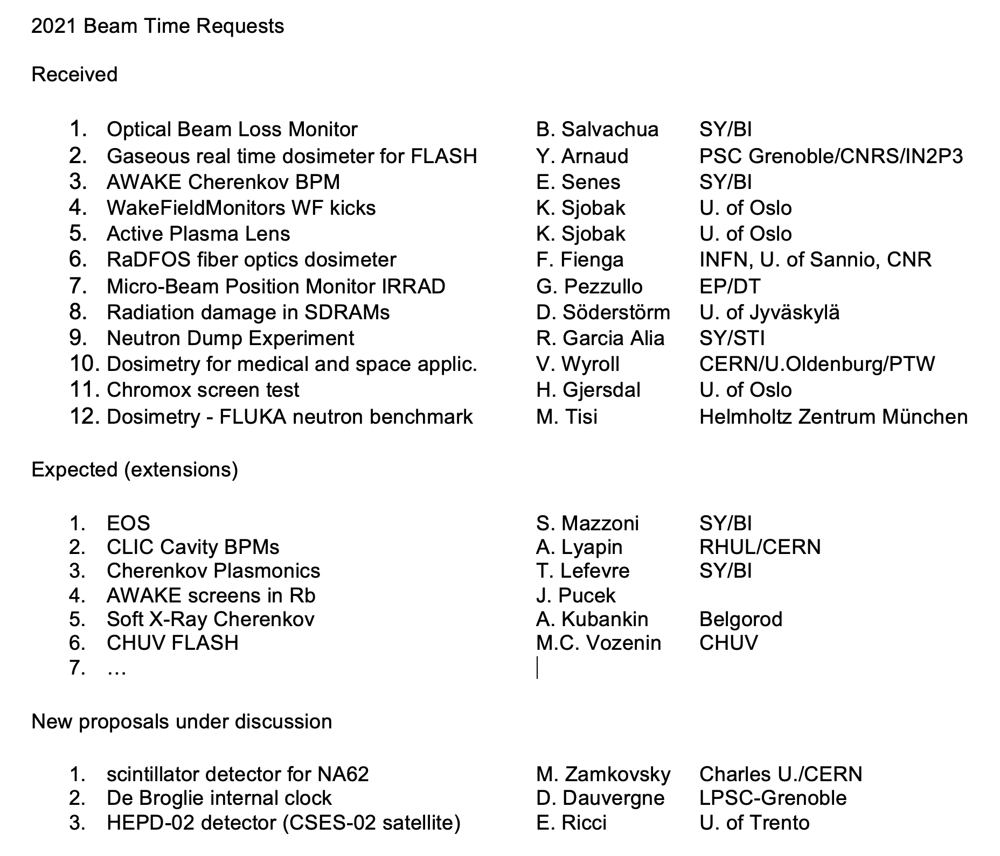 2021 Beam Time Requests
Received
1. Optical Beam Loss Monitor B. Salvachua SY/BI
2. Gaseous real time dosimeter for FLASH Y. Arnaud PSC Grenoble/CNRS/IN2P3
3. AWAKE Cherenkov BPM E. Senes SY/BI
4. WakeFieldMonitors WF kicks K. Sjobak U. of Oslo
5. Active Plasma Lens K. Sjobak U. of Oslo
6. RaDFOS fiber optics dosimeter F. Fienga INFN, U. of Sannio, CNR
7. Micro-Beam Position Monitor IRRAD G. Pezzullo EP/DT
8. Radiation damage in SDRAMs D. Söderstörm U. of Jyväskylä
9. Neutron Dump Experiment R. Garcia Alia SY/STI
10. Dosimetry for medical and space applic. V. Wyroll CERN/U.Oldenburg/PTW
11. Chromox screen test H. Gjersdal U. of Oslo
12. Dosimetry - FLUKA neutron benchmark M. Tisi Helmholtz Zentrum München
Expected (extensions)
1. EOS S. Mazzoni SY/BI
2. CLIC Cavity BPMs A. Lyapin RHUL/CERN
3. Cherenkov Plasmonics T. Lefevre SY/BI
4. AWAKE screens in Rb J. Pucek
5. Soft X-Ray Cherenkov A. Kubankin Belgorod
6. CHUV FLASH M.C. Vozenin CHUV
7. ...
New proposals under discussion
1. scintillator detector for NA62 M. Zamkovsky Charles U./CERN
2. De Broglie internal clock D. Dauvergne LPSC-Grenoble
3. HEPD-02 detector (CSES-02 satellite) E. Ricci U. of Trento